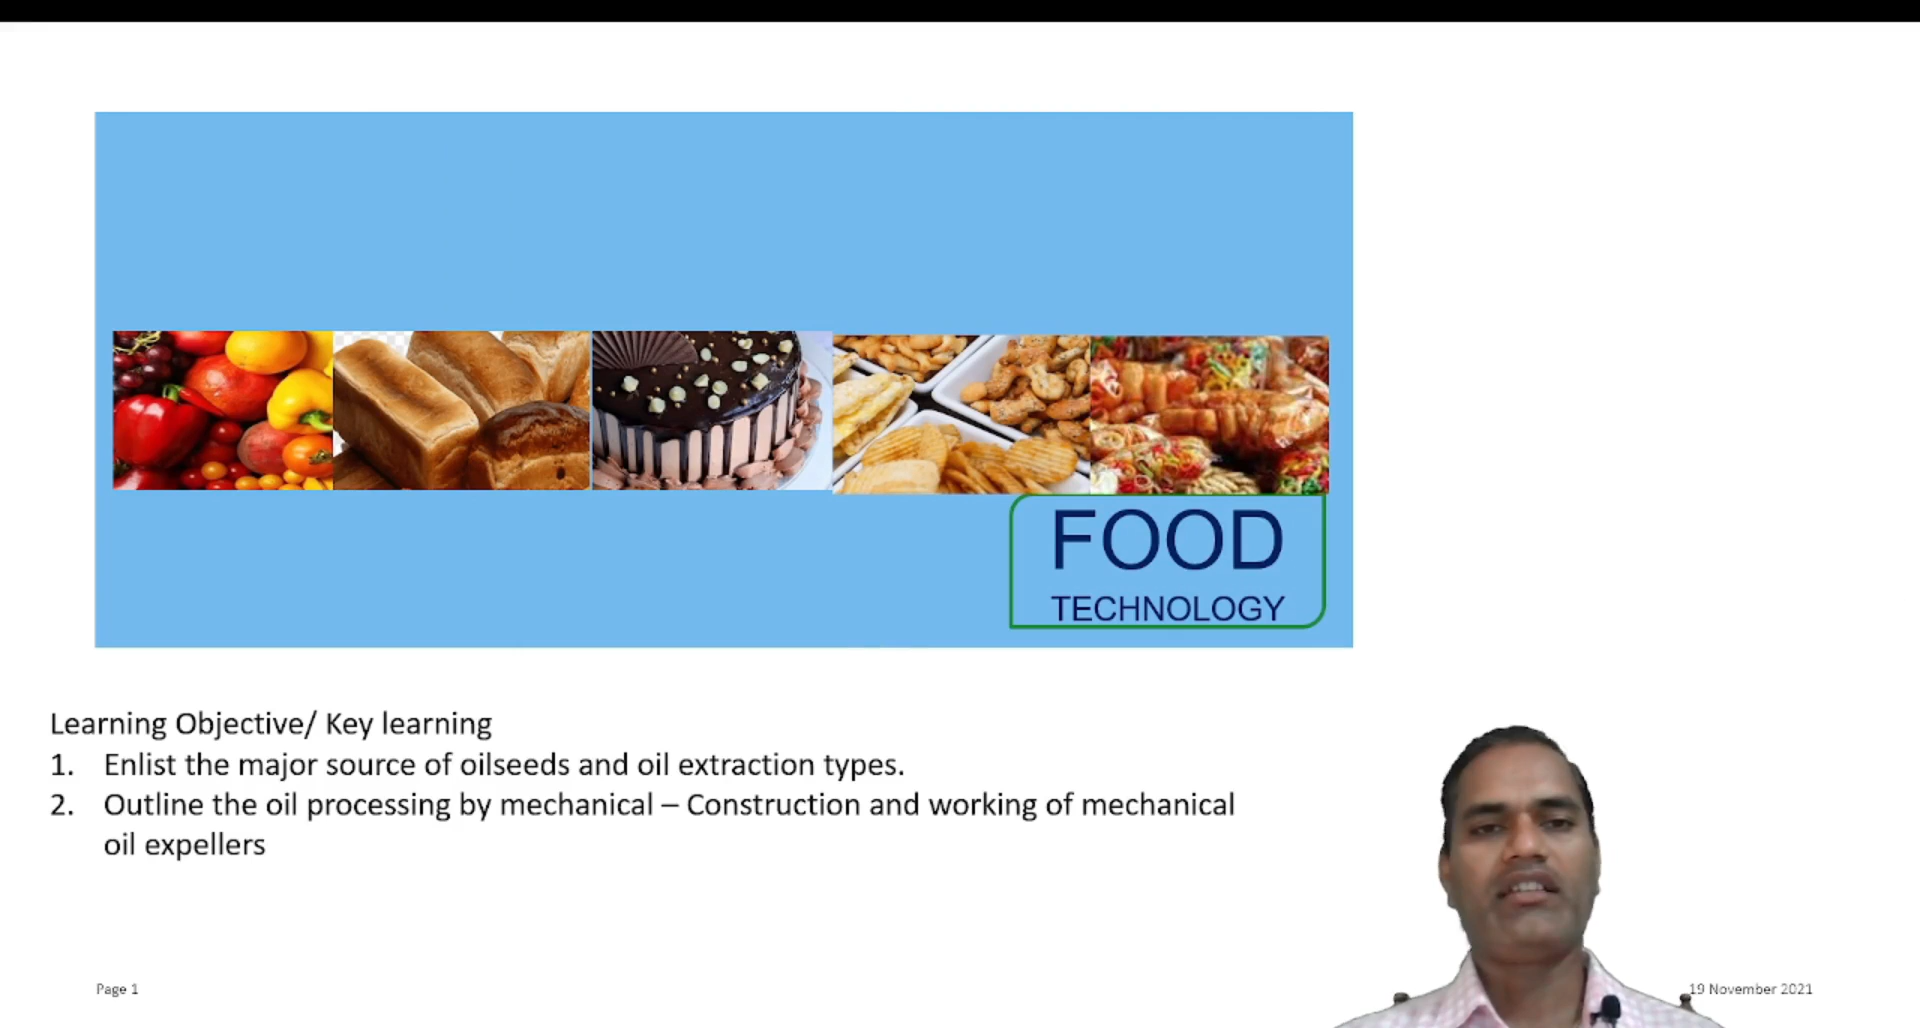 FOOD
TECHNOLOGY
Learning Objective/ Key learning
1. Enlist the major source of oilseeds and oil extraction types.
2. Outline the oil processing by mechanical – Construction and working of mechanical
oil expellers
Page 1
19 November 2021